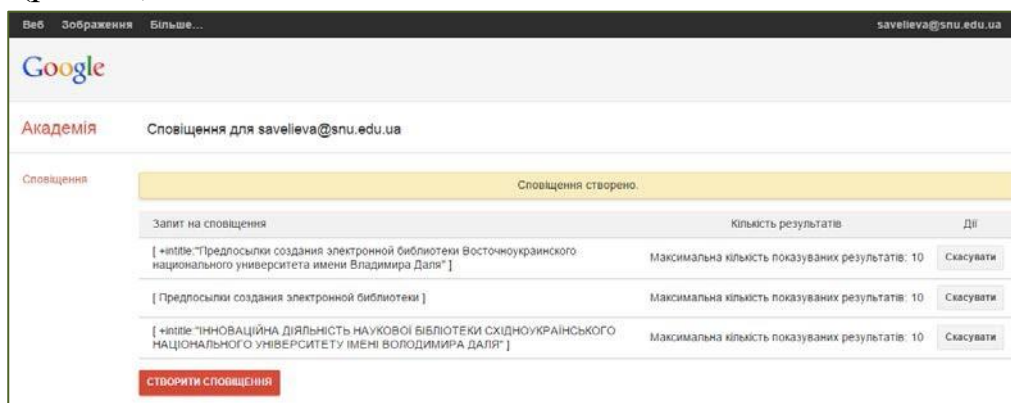 Веб Зображення Більше... savelieva@snu.edu.ua
Google
Академія Сповіщення для savelieva@snu.edu.ua
Сповіщення
Сповіщення створено.
Запит на сповіщення Кількість результатів Дії
[ +intitle:"Предпосылки создания электронной библиотеки Восточноукраинского
национального университета имени Владимира Даля" ]
Максимальна кількість показуваних результатів: 10 Скасувати
[ Предпосылки создания электронной библиотеки ] Максимальна кількість показуваних результатів: 10 Скасувати
[ +intitle:"ІННОВАЦІЙНА ДІЯЛЬНІСТЬ НАУКОВОЇ БІБЛІОТЕКИ СХІДНОУКРАЇНСЬКОГО
НАЦІОНАЛЬНОГО УНІВЕРСИТЕТУ ІМЕНІ ВОЛОДИМИРА ДАЛЯ" ]
Максимальна кількість показуваних результатів: 10 Скасувати
СТВОРИТИ СПОВІЩЕННЯ